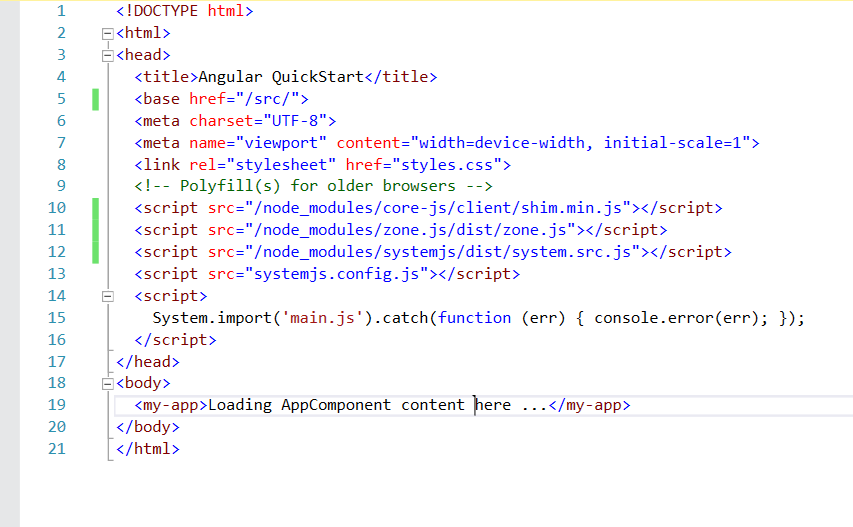 1 <!DOCTYPE html>
2 <html>
3 <head>
4 <title>Angular QuickStart</title>
5 <base href="/src/">
6 <meta charset="UTF-8">
7 <meta name="viewport" content="width=device-width, initial-scale=1">
8 <link rel="stylesheet" href="styles.css">
9 <!-- Polyfill(s) for older browsers -->
10 <script src="/node_modules/core-js/client/shim.min.js"></script>
11 <script src="/node_modules/zone.js/dist/zone.js"></script>
12 <script src="/node_modules/systemjs/dist/system.src.js"></script>
13 <script src="systemjs.config.js"></script>
14 <script>
15 System.import('main.js').catch(function (err) { console.error(err); });
16 </script>
17 </head>
18 <body>
19 <my-app>Loading AppComponent content here ...</my-app>
20 </body>
21 </html>